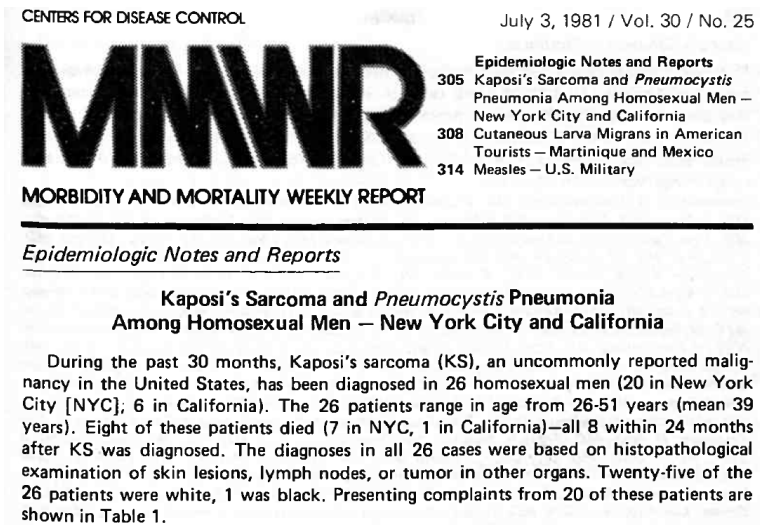 CENTERS FOR DISEASE CONTROL
July 3, 1981 / Vol. 30 / No. 25
MMWR
MORBIDITY AND MORTALITY WEEKLY REPORT
Epidemiologic Notes and Reports
305 Kaposi's Sarcoma and Pneumocystis
Pneumonia Among Homosexual Men –
New York City and California
308 Cutaneous Larva Migrans in American
Tourists – Martinique and Mexico
314 Measles – U.S. Military
Epidemiologic Notes and Reports
Kaposi's Sarcoma and Pneumocystis Pneumonia
Among Homosexual Men – New York City and California
During the past 30 months, Kaposi's sarcoma (KS), an uncommonly reported malig-
nancy in the United States, has been diagnosed in 26 homosexual men (20 in New York
City [NYC]; 6 in California). The 26 patients range in age from 26-51 years (mean 39
years). Eight of these patients died (7 in NYC, 1 in California)—all 8 within 24 months
after KS was diagnosed. The diagnoses in all 26 cases were based on histopathological
examination of skin lesions, lymph nodes, or tumor in other organs. Twenty-five of the
26 patients were white, 1 was black. Presenting complaints from 20 of these patients are
shown in Table 1.